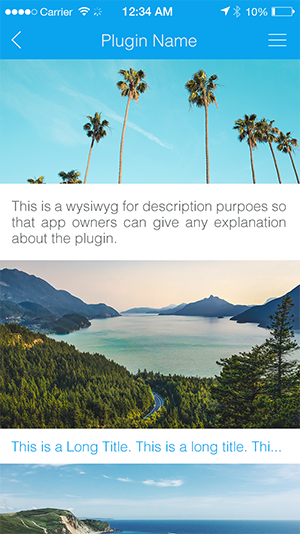 Carrier 12:34 AM 10%
Plugin Name
This is a wysiwyg for description purpoes so
that app owners can give any explanation
about the plugin.
This is a Long Title. This is a long title. Thi...